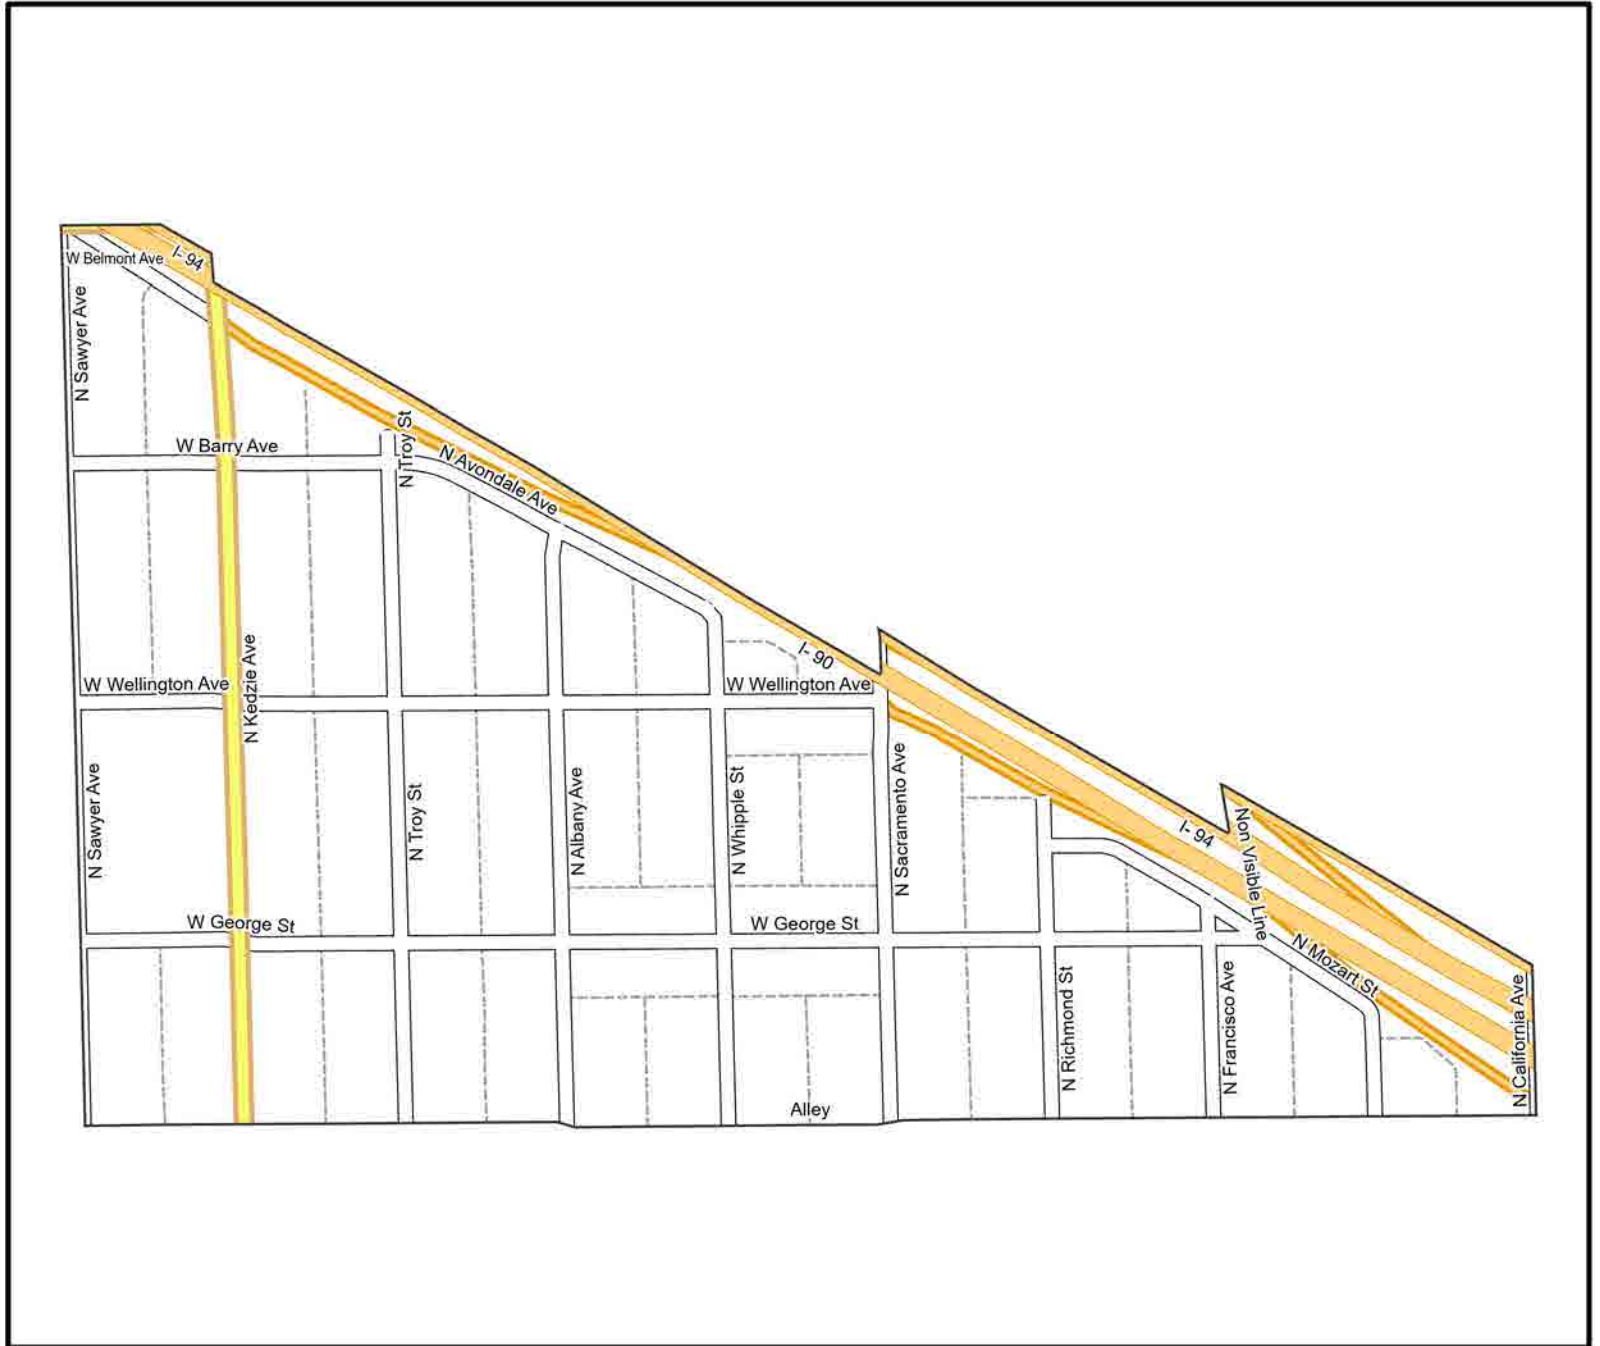 I- 94
W Belmont Ave
N Sawyer Ave
W Barry Ave
N Troy St
N Avondale Ave
I- 90
N Kedzie Ave
W Wellington Ave
W Wellington Ave
N Sawyer Ave
N Troy St
N Albany Ave
N Whipple St
N Sacramento Ave
I- 94
Non Visible Line
W George St
W George St
N Mozart St
N Richmond St
N Francisco Ave
N California Ave
Alley